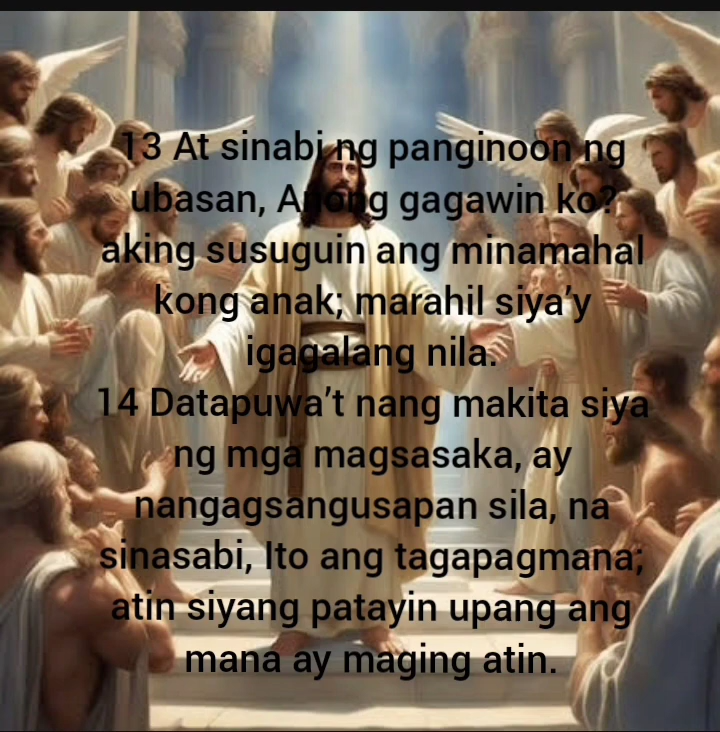 13 At sinabi ng panginoon ng
ubasan, Anong gagawin ko?
aking susuguin ang minamahal
kong anak; marahil siya'y
igagalang nila.
14 Datapuwa't nang makita siya
ng mga magsasaka, ay
nangagsangusapan sila, na
sinasabi, Ito ang tagapagmana;
atin siyang patayin upang ang
mana ay maging atin.